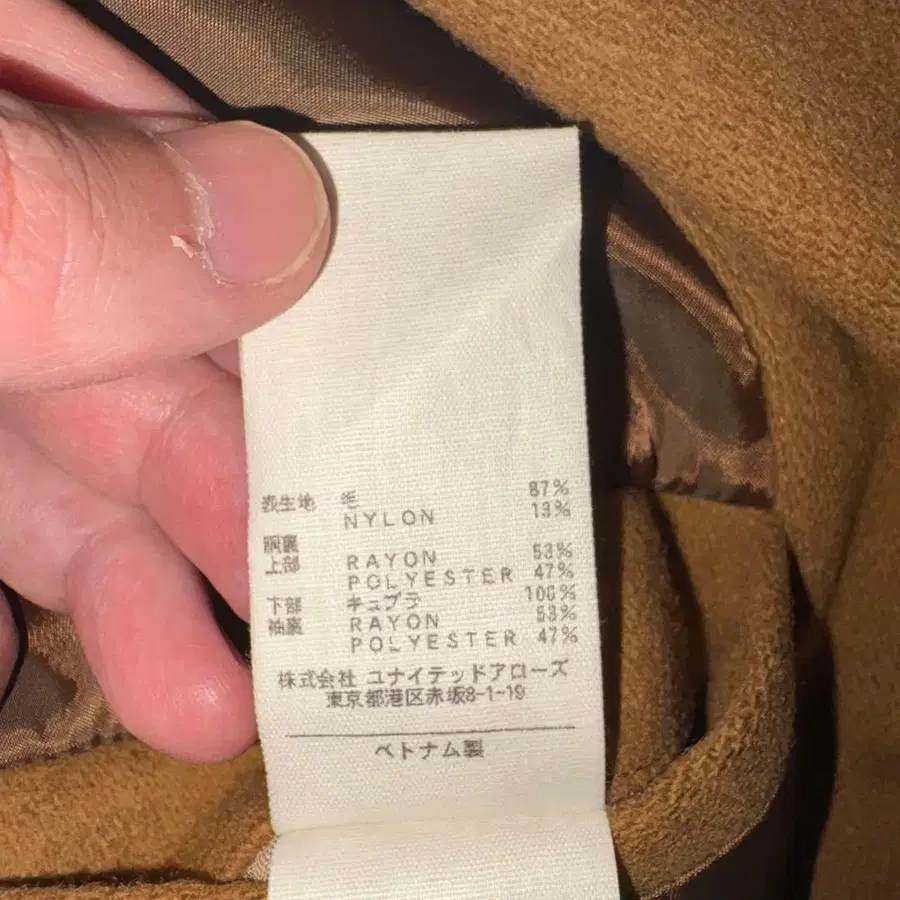 表生地 毛 87%
NYLON 13%
胴裏
上部 RAYON 53%
POLYESTER 47%
下部 キュプラ 100%
袖裏 RAYON 53%
POLYESTER 47%
株式会社 ユナイテッドアローズ
東京都港区赤坂8-1-19
ベトナム製